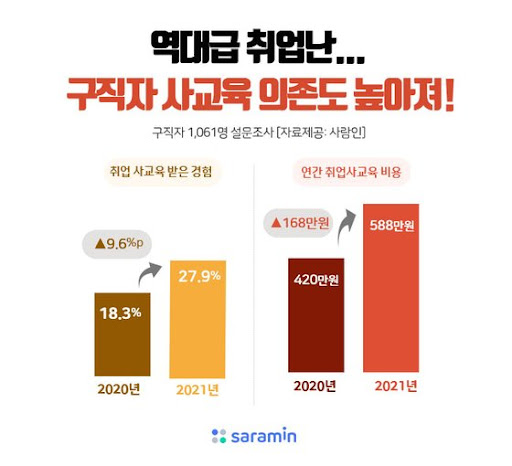 역대급 취업난...
구직자 사교육 의존도 높아져!
구직자 1,061명 설문조사 [자료제공: 사람인]
취업 사교육 받은 경험
▲9.6%p
18.3%
27.9%
2020년
2021년
연간 취업사교육 비용
▲168만원
420만원
588만원
2020년
2021년
saramin